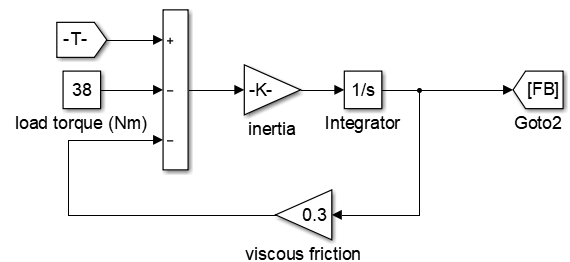 -T-
+
38
−
load torque (Nm)
−
-K-
inertia
1/s
Integrator
[FB]
Goto2
0.3
viscous friction